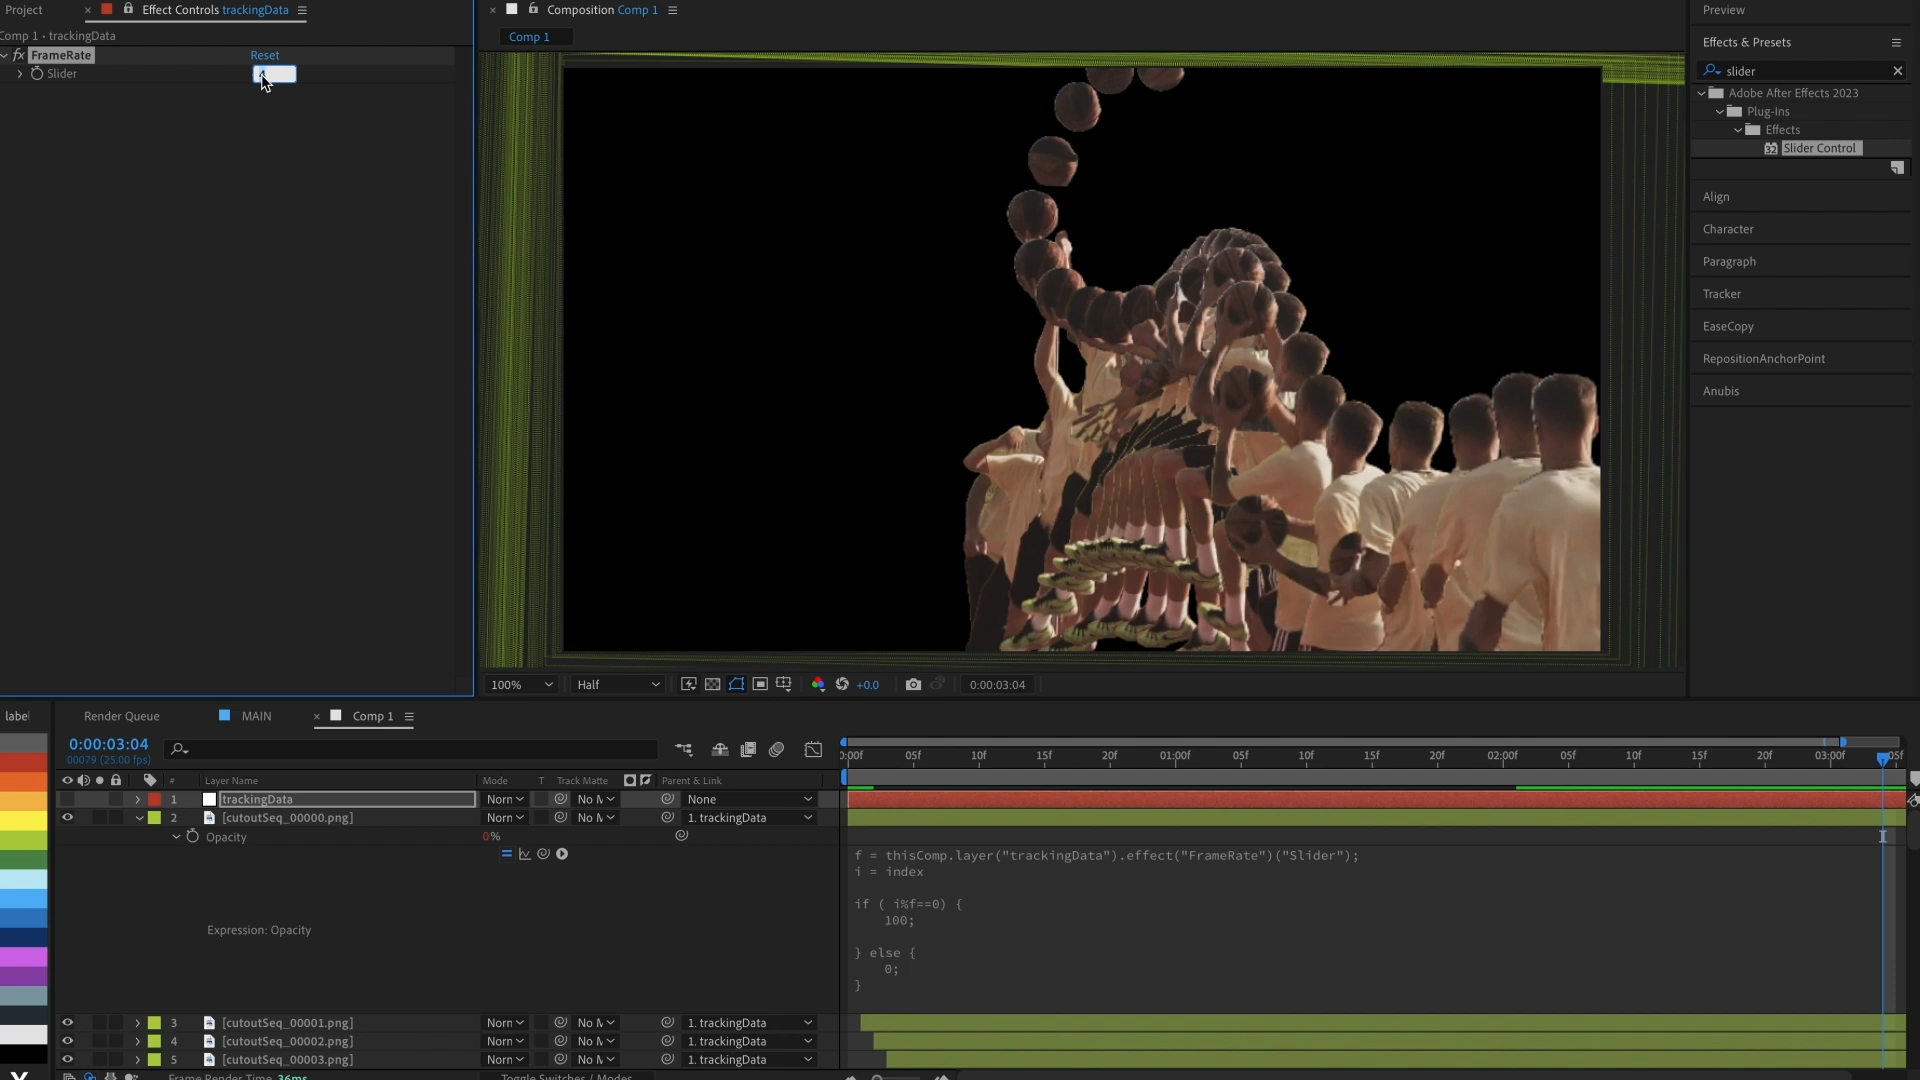 Project
Effect Controls trackingData
Comp 1 • trackingData
fx FrameRate
Reset
Slider
Composition Comp 1
Comp 1
100%
Half
+0.0
0:00:03:04
Preview
Effects & Presets
slider
Adobe After Effects 2023
Plug-Ins
Effects
32 Slider Control
Align
Character
Paragraph
Tracker
EaseCopy
RepositionAnchorPoint
Anubis
label
Render Queue
MAIN
Comp 1
0:00:03:04
00079 (25.00 fps)
0:00f 05f 10f 15f 20f 01:00f 05f 10f 15f 20f 02:00f 05f 10f 15f 20f 03:00f 05f
# Layer Name Mode T Track Matte Parent & Link
1 trackingData Norn No M None
2 [cutoutSeq_00000.png] Norn No M 1. trackingData
Opacity 0%
f = thisComp.layer("trackingData").effect("FrameRate")("Slider");
i = index
if ( i%f==0) {
100;
} else {
0;
}
Expression: Opacity
3 [cutoutSeq_00001.png] Norn No M 1. trackingData
4 [cutoutSeq_00002.png] Norn No M 1. trackingData
5 [cutoutSeq_00003.png] Norn No M 1. trackingData
Frame Render Time 36ms
Toggle Switches / Modes